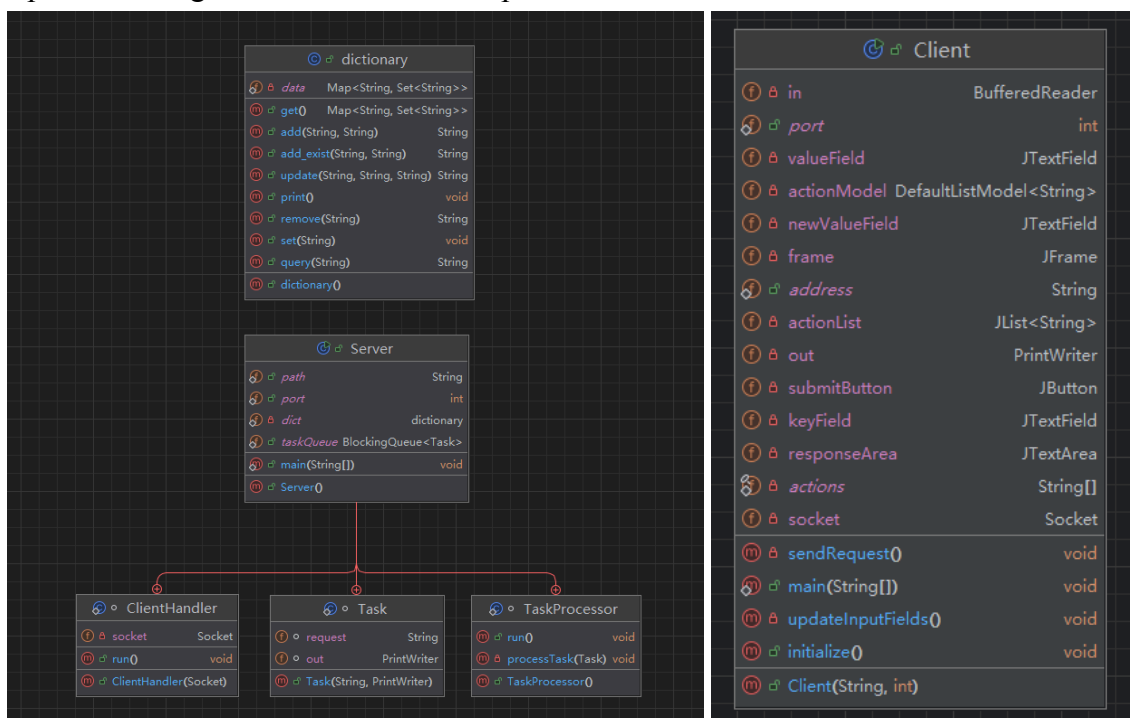 dictionary
data Map<String, Set<String>>
get() Map<String, Set<String>>
add(String, String) String
add_exist(String, String) String
update(String, String, String) String
print() void
remove(String) String
set(String) void
query(String) String
dictionary()
Server
path String
port int
dict dictionary
taskQueue BlockingQueue<Task>
main(String[]) void
Server()
ClientHandler
socket Socket
run() void
ClientHandler(Socket)
Task
request String
out PrintWriter
Task(String, PrintWriter)
TaskProcessor
run() void
processTask(Task) void
TaskProcessor()
Client
in BufferedReader
port int
valueField JTextField
actionModel DefaultListModel<String>
newValueField JTextField
frame JFrame
address String
actionList JList<String>
out PrintWriter
submitButton JButton
keyField JTextField
responseArea JTextArea
actions String[]
socket Socket
sendRequest() void
main(String[]) void
updateInputFields() void
initialize() void
Client(String, int)